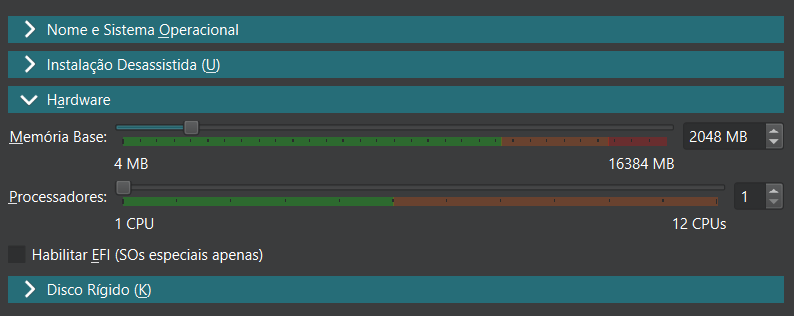 Nome e Sistema Operacional
Instalação Desassistida (U)
Hardware
Memória Base: 2048 MB
4 MB 16384 MB
Processadores: 1
1 CPU 12 CPUs
Habilitar EFI (SOs especiais apenas)
Disco Rígido (K)